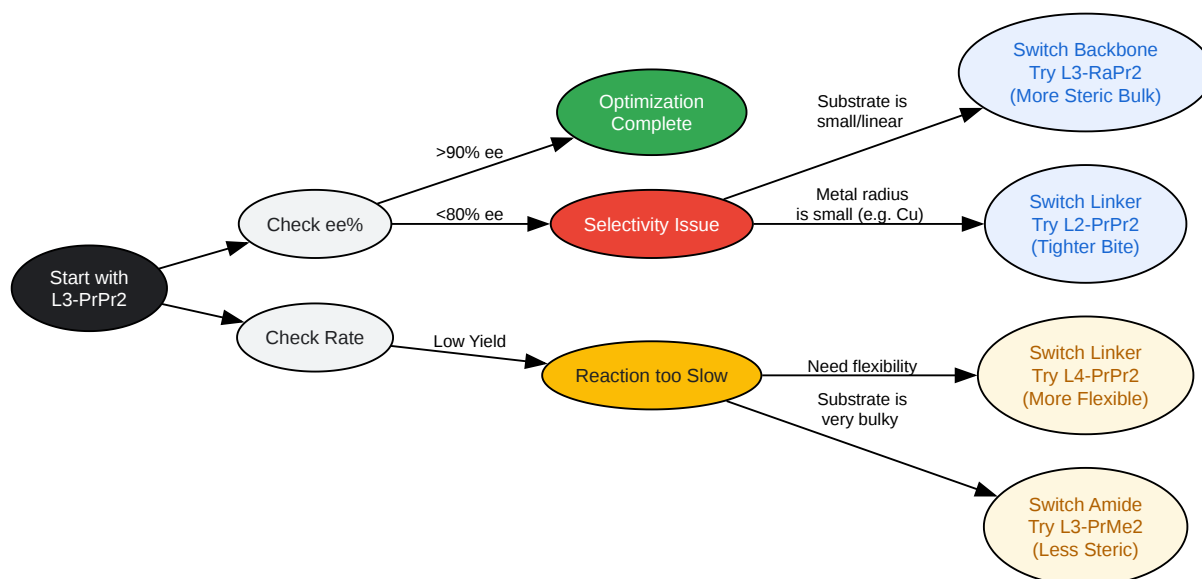 Start with
L3-PrPr2
Check ee%
Check Rate
>90% ee
<80% ee
Low Yield
Optimization
Complete
Selectivity Issue
Reaction too Slow
Substrate is
small/linear
Metal radius
is small (e.g. Cu)
Need flexibility
Substrate is
very bulky
Switch Backbone
Try L3-RaPr2
(More Steric Bulk)
Switch Linker
Try L2-PrPr2
(Tighter Bite)
Switch Linker
Try L4-PrPr2
(More Flexible)
Switch Amide
Try L3-PrMe2
(Less Steric)